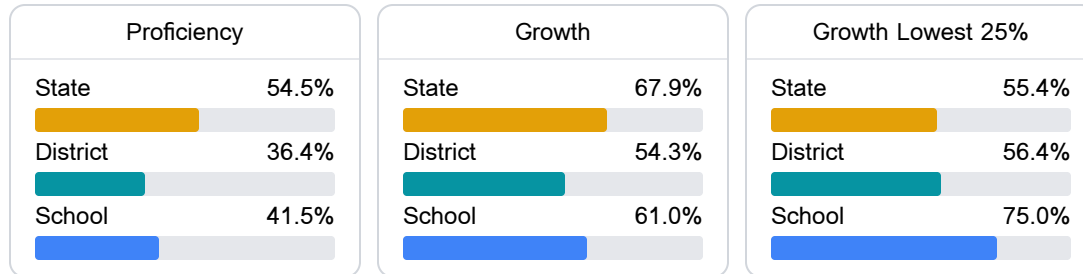 Proficiency
State 54.5%
District 36.4%
School 41.5%
Growth
State 67.9%
District 54.3%
School 61.0%
Growth Lowest 25%
State 55.4%
District 56.4%
School 75.0%